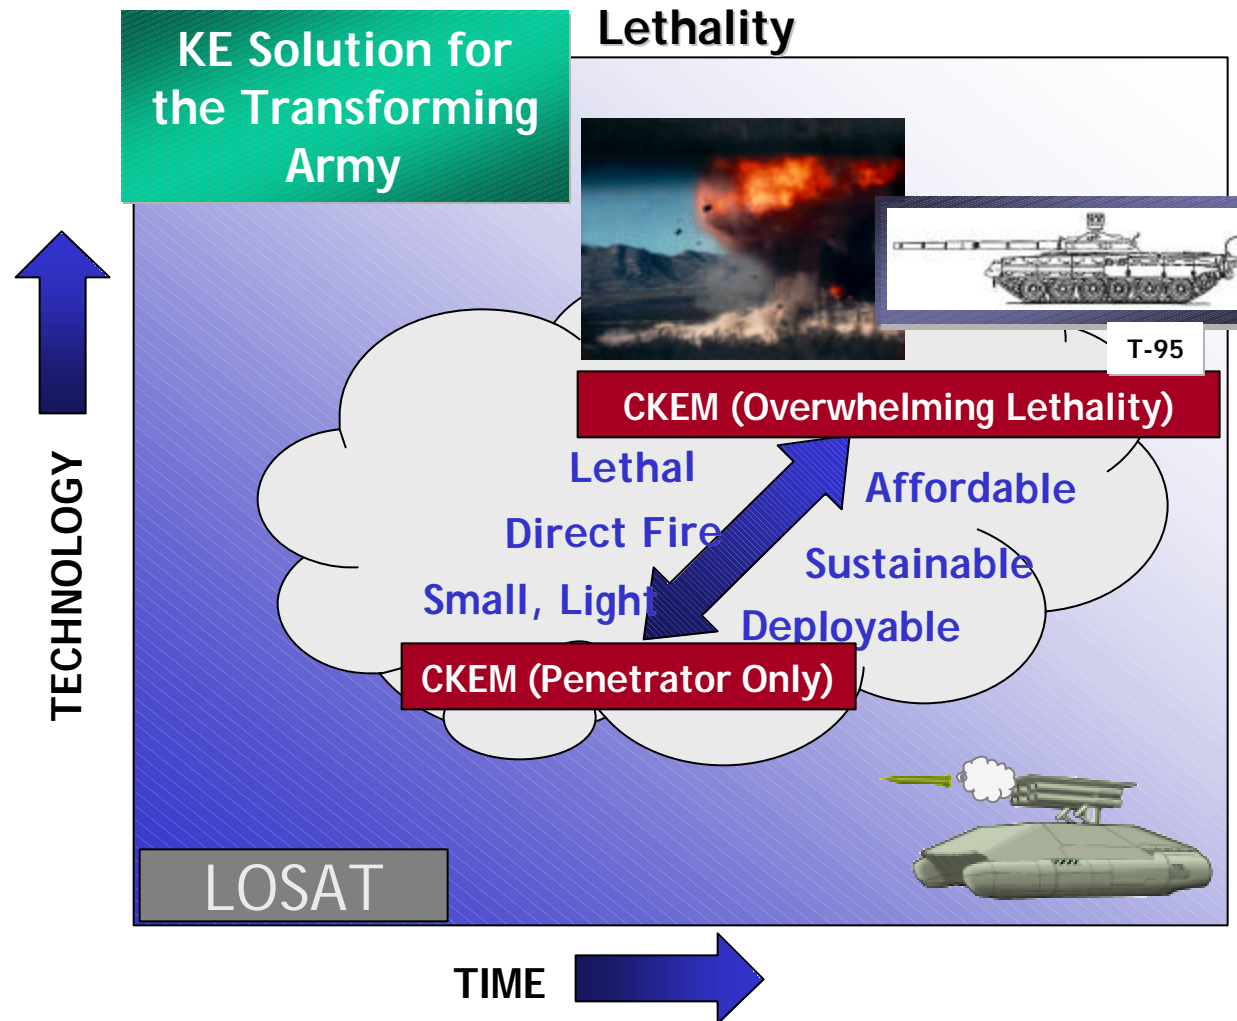 Lethality
KE Solution for
the Transforming
Army
T-95
CKEM (Overwhelming Lethality)
Lethal
Affordable
Direct Fire
Sustainable
Small, Light
Deployable
CKEM (Penetrator Only)
LOSAT
TECHNOLOGY
TIME